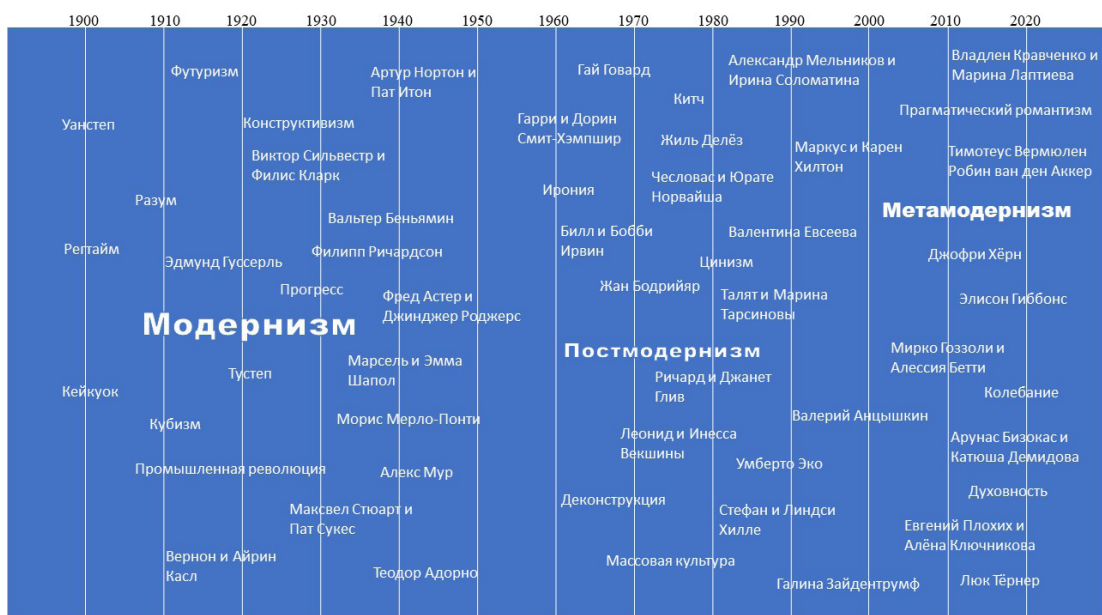 1900 1910 1920 1930 1940 1950 1960 1970 1980 1990 2000 2010 2020
Футуризм
Артур Нортон и
Пат Итон
Гай Говард
Александр Мельников и
Ирина Соломатина
Владлен Кравченко и
Марина Лаптиева
Китч
Прагматический романтизм
Уанстеп
Конструктивизм
Гарри и Дорин
Смит-Хэмпшир
Жиль Делёз
Маркус и Карен
Хилтон
Тимотеус Вермюлен
Робин ван ден Аккер
Виктор Сильвестр и
Филис Кларк
Чесловас и Юрате
Норвайша
Разум
Ирония
Метамодернизм
Вальтер Беньямин
Билл и Бобби
Ирвин
Валентина Евсеева
Регтайм
Эдмунд Гуссерль
Филипп Ричардсон
Цинизм
Джофри Хёрн
Прогресс
Фред Астер и
Джинджер Роджерс
Жан Бодрийяр
Талят и Марина
Тарсиновы
Элисон Гиббонс
Модернизм
Постмодернизм
Мирко Гоззоли и
Алессия Бетти
Марсель и Эмма
Шапол
Тустеп
Ричард и Джанет
Глив
Кейкуок
Колебание
Кубизм
Морис Мерло-Понти
Валерий Анцышкин
Леонид и Инесса
Векшины
Арунас Бизокас и
Катюша Демидова
Промышленная революция
Алекс Мур
Умберто Эко
Деконструкция
Духовность
Максвел Стюарт и
Пат Сукес
Стефан и Линдси
Хилле
Евгений Плохих и
Алёна Ключникова
Вернон и Айрин
Касл
Теодор Адорно
Массовая культура
Галина Зайдентрумф
Люк Тёрнер